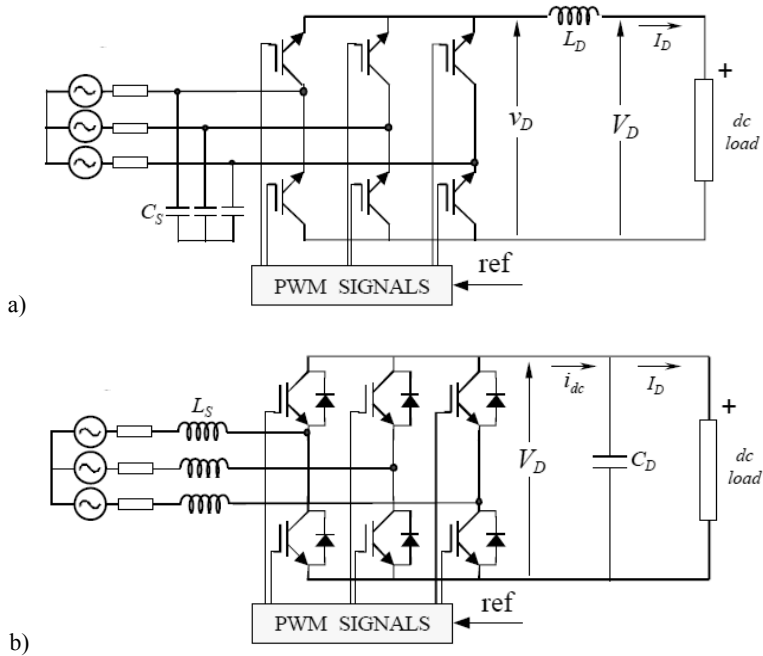 L_D
I_D
+
v_D
V_D
dc
load
C_S
ref
PWM SIGNALS
a)
L_S
i_dc
I_D
+
V_D
C_D
dc
load
ref
PWM SIGNALS
b)